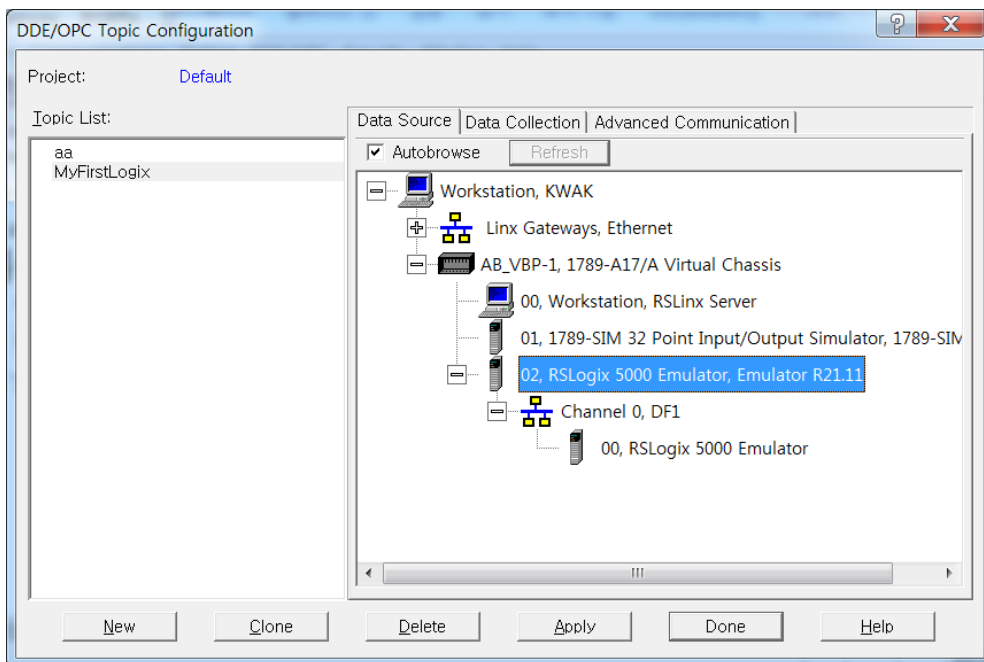 DDE/OPC Topic Configuration
Project: Default
Topic List:
aa
MyFirstLogix
Data Source Data Collection Advanced Communication
Autobrowse Refresh
Workstation, KWAK
Linx Gateways, Ethernet
AB_VBP-1, 1789-A17/A Virtual Chassis
00, Workstation, RSLinx Server
01, 1789-SIM 32 Point Input/Output Simulator, 1789-SIM
02, RSLogix 5000 Emulator, Emulator R21.11
Channel 0, DF1
00, RSLogix 5000 Emulator
New Clone Delete Apply Done Help